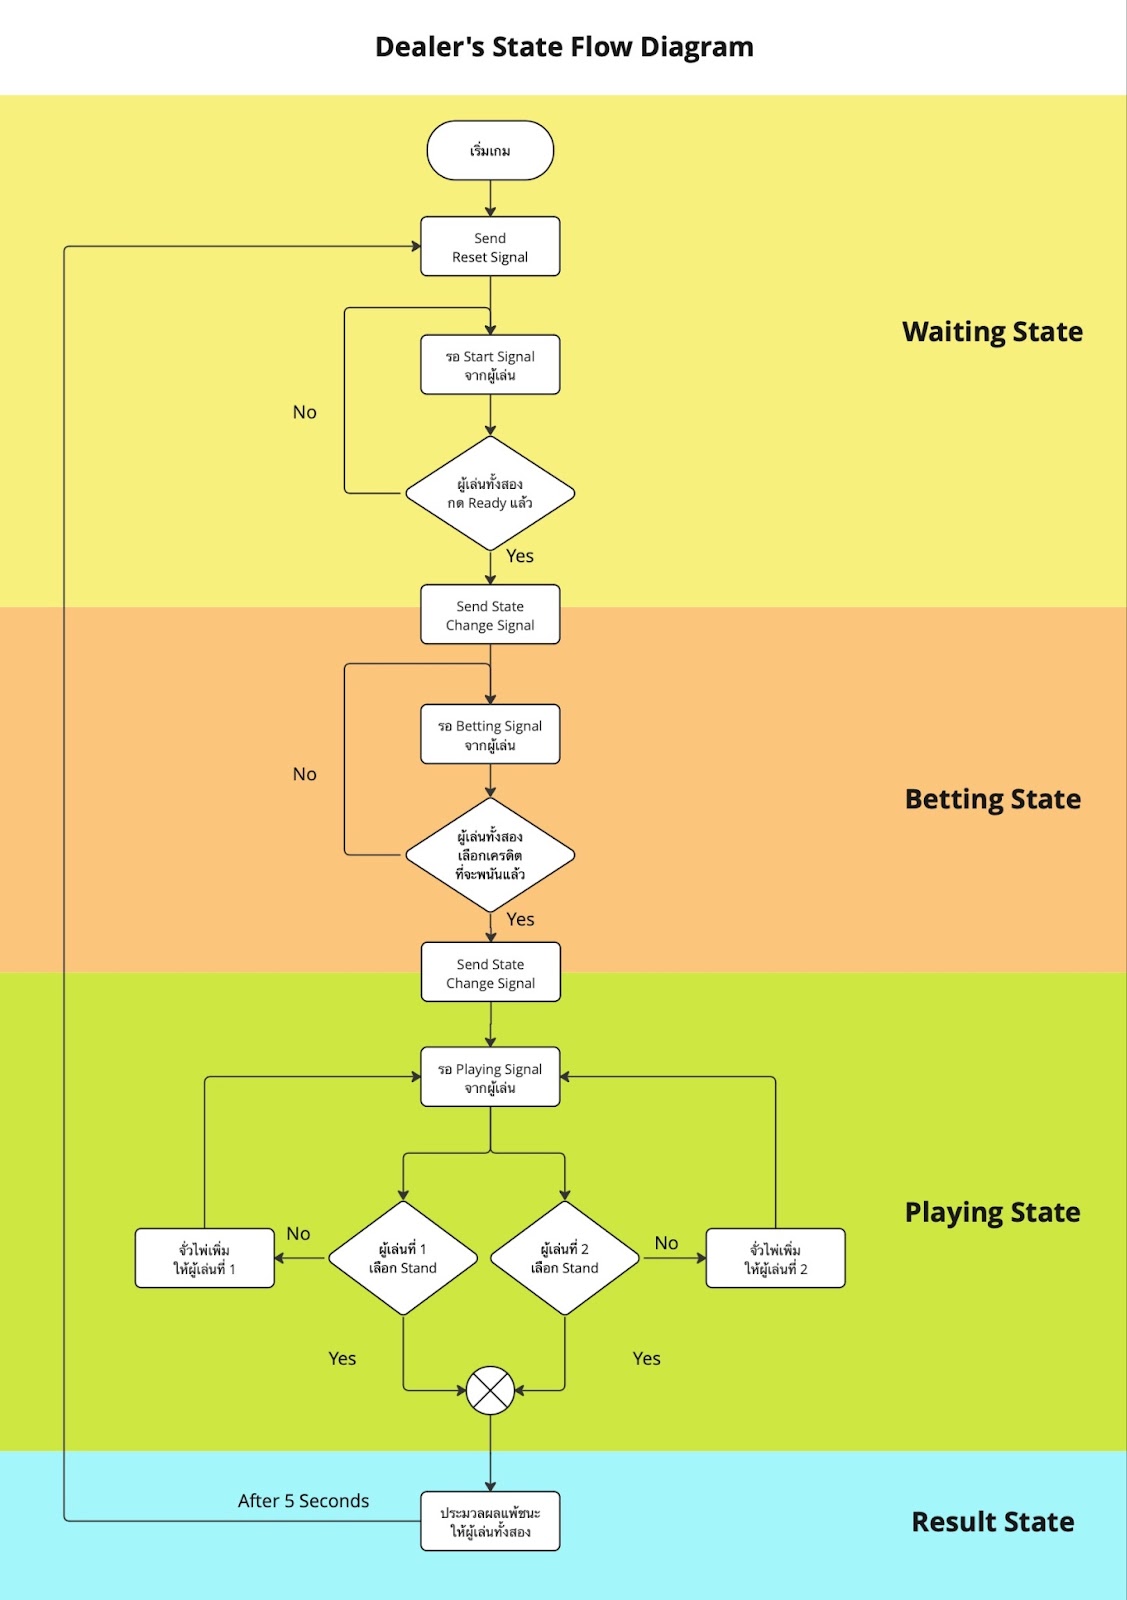 Dealer's State Flow Diagram
เริ่มเกม
Send
Reset Signal
Waiting State
รอ Start Signal
จากผู้เล่น
No
ผู้เล่นทั้งสอง
กด Ready แล้ว
Yes
Send State
Change Signal
รอ Betting Signal
จากผู้เล่น
No
Betting State
ผู้เล่นทั้งสอง
เลือกเครดิต
ที่จะพนันแล้ว
Yes
Send State
Change Signal
รอ Playing Signal
จากผู้เล่น
Playing State
จั่วไพ่เพิ่ม
ให้ผู้เล่นที่ 1
No
ผู้เล่นที่ 1
เลือก Stand
ผู้เล่นที่ 2
เลือก Stand
No
จั่วไพ่เพิ่ม
ให้ผู้เล่นที่ 2
Yes
Yes
After 5 Seconds
ประมวลผลแพ้ชนะ
ให้ผู้เล่นทั้งสอง
Result State